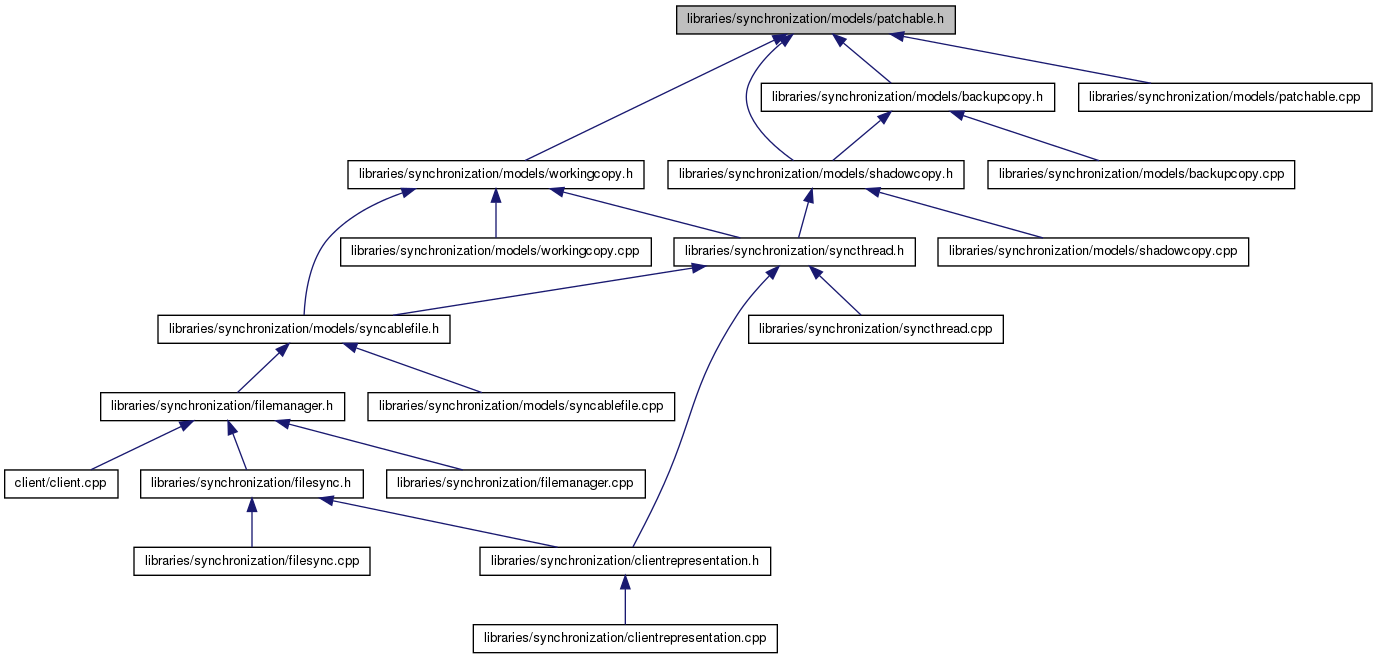 libraries/synchronization/models/patchable.h
libraries/synchronization/models/backupcopy.h
libraries/synchronization/models/patchable.cpp
libraries/synchronization/models/workingcopy.h
libraries/synchronization/models/shadowcopy.h
libraries/synchronization/models/backupcopy.cpp
libraries/synchronization/models/workingcopy.cpp
libraries/synchronization/syncthread.h
libraries/synchronization/models/shadowcopy.cpp
libraries/synchronization/models/syncablefile.h
libraries/synchronization/syncthread.cpp
libraries/synchronization/filemanager.h
libraries/synchronization/models/syncablefile.cpp
client/client.cpp
libraries/synchronization/filesync.h
libraries/synchronization/filemanager.cpp
libraries/synchronization/filesync.cpp
libraries/synchronization/clientrepresentation.h
libraries/synchronization/clientrepresentation.cpp